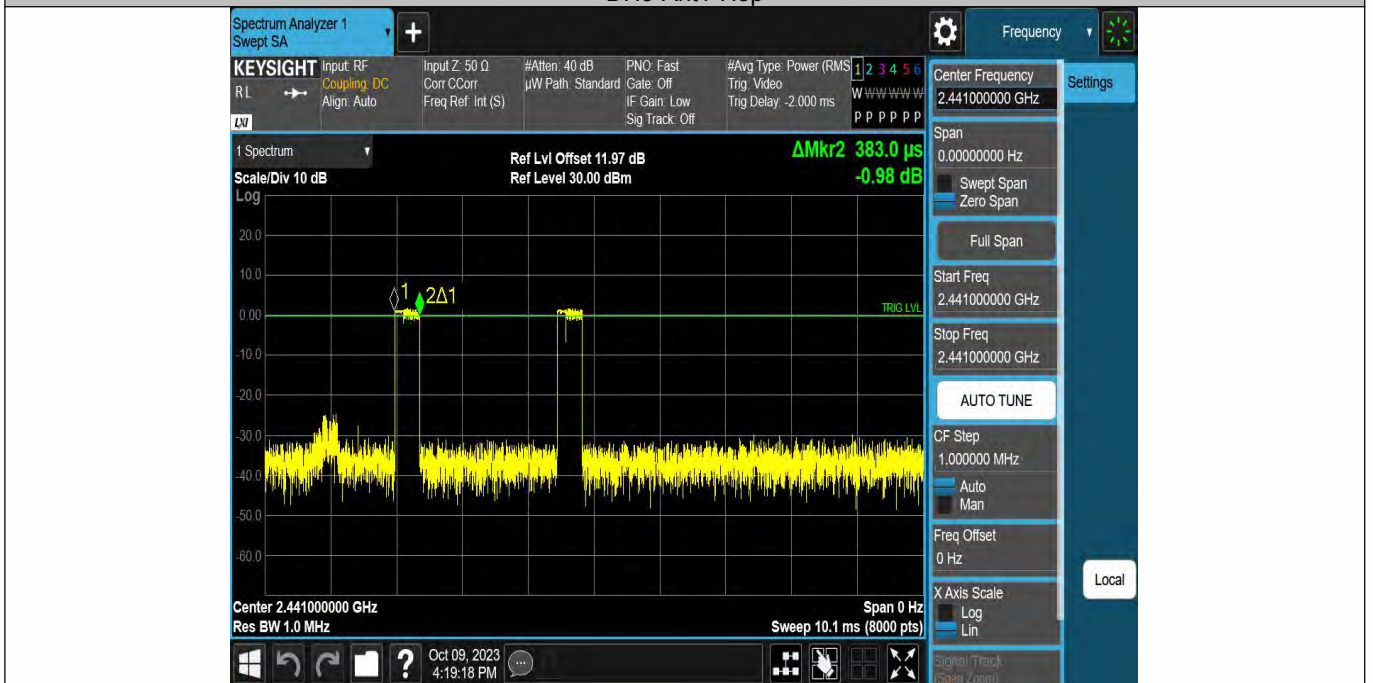 Spectrum Analyzer 1
Swept SA
+
Frequency
KEYSIGHT
RL
LXI
Input: RF
Coupling: DC
Align: Auto
Input Z: 50 Ω
Corr CCorr
Freq Ref: Int (S)
#Atten: 40 dB
µW Path: Standard
PNO: Fast
Gate: Off
IF Gain: Low
Sig Track: Off
#Avg Type: Power (RMS
Trig: Video
Trig Delay: -2.000 ms
1 2 3 4 5 6
W W W W W W
P P P P P P
1 Spectrum
Scale/Div 10 dB
Log
Ref Lvl Offset 11.97 dB
Ref Level 30.00 dBm
ΔMkr2 383.0 µs
-0.98 dB
20.0
10.0
0.00
-10.0
-20.0
-30.0
-40.0
-50.0
-60.0
1
2Δ1
TRIG LVL
Center 2.441000000 GHz
Res BW 1.0 MHz
Span 0 Hz
Sweep 10.1 ms (8000 pts)
?
Oct 09, 2023
4:19:18 PM
Center Frequency
2.441000000 GHz
Settings
Span
0.00000000 Hz
Swept Span
Zero Span
Full Span
Start Freq
2.441000000 GHz
Stop Freq
2.441000000 GHz
AUTO TUNE
CF Step
1.000000 MHz
Auto
Man
Freq Offset
0 Hz
X Axis Scale
Log
Lin
Signal Track
(Span Zoom)
Local